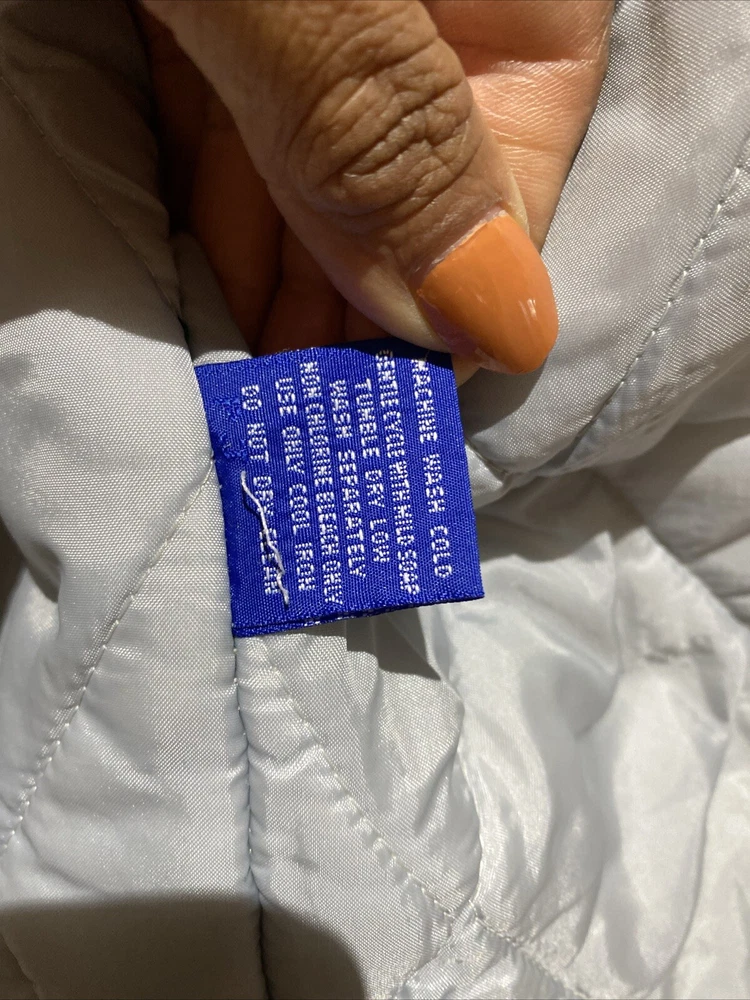 MACHINE WASH COLD
GENTLE CYCLE WITH MILD SOAP
TUMBLE DRY LOW
WASH SEPARATELY
NON CHLORINE BLEACH ONLY
USE ONLY COOL IRON
DO NOT DRY CLEAN